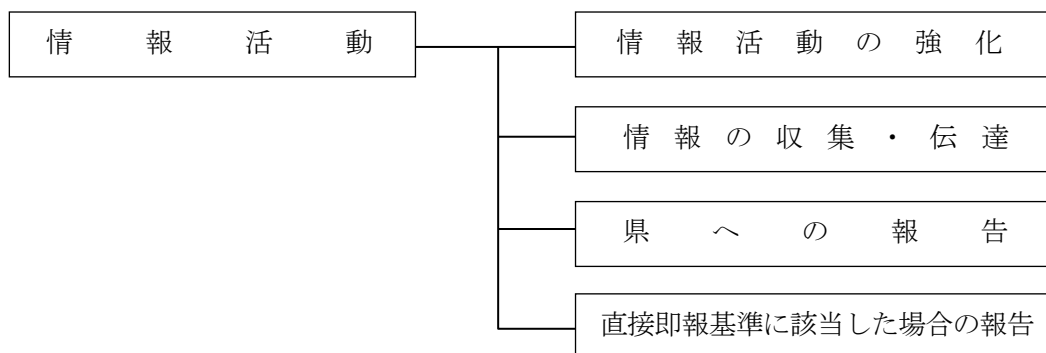 情報活動
情報活動の強化
情報の収集・伝達
県への報告
直接即報基準に該当した場合の報告